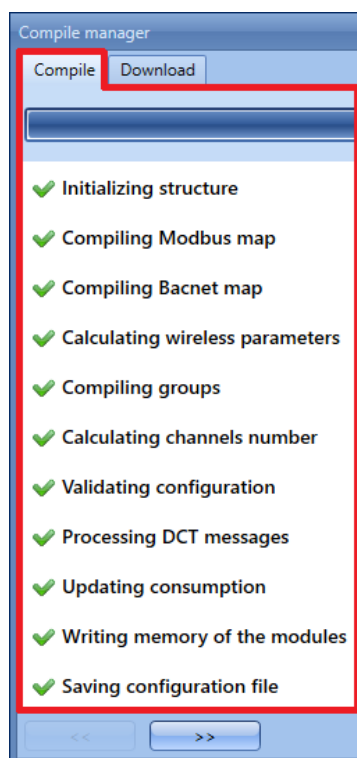 Compile manager
Compile Download
Initializing structure
Compiling Modbus map
Compiling Bacnet map
Calculating wireless parameters
Compiling groups
Calculating channels number
Validating configuration
Processing DCT messages
Updating consumption
Writing memory of the modules
Saving configuration file
<< >>